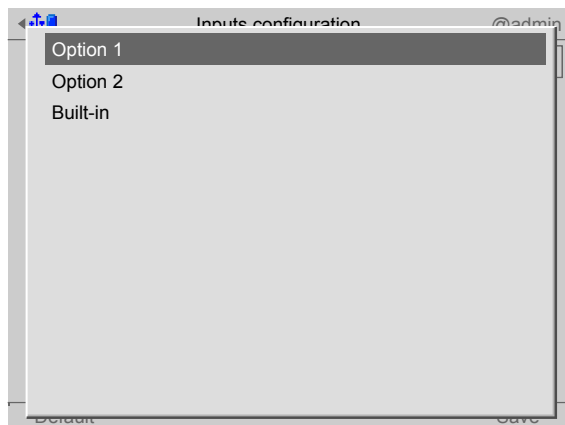 Inputs configuration @admin
Option 1
Option 2
Built-in
Default Save